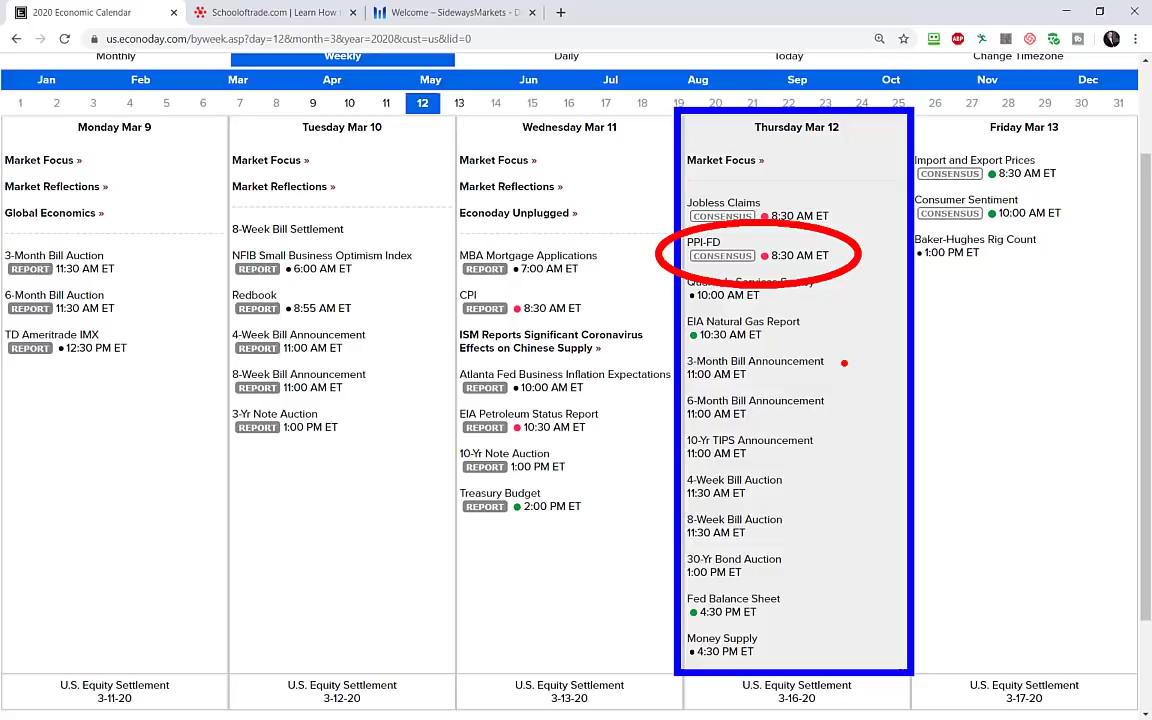 2020 Economic Calendar
Schooloftrade.com | Learn How
Welcome – SidewaysMarkets - D
us.econoday.com/byweek.asp?day=12&month=3&year=2020&cust=us&lid=0
ABP
Monthly Weekly Daily Today Change Timezone
Jan Feb Mar Apr May Jun Jul Aug Sep Oct Nov Dec
1 2 3 4 5 6 7 8 9 10 11 12 13 14 15 16 17 18 19 20 21 22 23 24 25 26 27 28 29 30 31
Monday Mar 9
Market Focus »
Market Reflections »
Global Economics »
3-Month Bill Auction
REPORT 11:30 AM ET
6-Month Bill Auction
REPORT 11:30 AM ET
TD Ameritrade IMX
REPORT 12:30 PM ET
U.S. Equity Settlement
3-11-20
Tuesday Mar 10
Market Focus »
Market Reflections »
8-Week Bill Settlement
NFIB Small Business Optimism Index
REPORT 6:00 AM ET
Redbook
REPORT 8:55 AM ET
4-Week Bill Announcement
REPORT 11:00 AM ET
8-Week Bill Announcement
REPORT 11:00 AM ET
3-Yr Note Auction
REPORT 1:00 PM ET
U.S. Equity Settlement
3-12-20
Wednesday Mar 11
Market Focus »
Market Reflections »
Econoday Unplugged »
MBA Mortgage Applications
REPORT 7:00 AM ET
CPI
REPORT 8:30 AM ET
ISM Reports Significant Coronavirus
Effects on Chinese Supply »
Atlanta Fed Business Inflation Expectations
REPORT 10:00 AM ET
EIA Petroleum Status Report
REPORT 10:30 AM ET
10-Yr Note Auction
REPORT 1:00 PM ET
Treasury Budget
REPORT 2:00 PM ET
U.S. Equity Settlement
3-13-20
Thursday Mar 12
Market Focus »
Jobless Claims
CONSENSUS 8:30 AM ET
PPI-FD
CONSENSUS 8:30 AM ET
Quarterly Services Survey
10:00 AM ET
EIA Natural Gas Report
10:30 AM ET
3-Month Bill Announcement
11:00 AM ET
6-Month Bill Announcement
11:00 AM ET
10-Yr TIPS Announcement
11:00 AM ET
4-Week Bill Auction
11:30 AM ET
8-Week Bill Auction
11:30 AM ET
30-Yr Bond Auction
1:00 PM ET
Fed Balance Sheet
4:30 PM ET
Money Supply
4:30 PM ET
U.S. Equity Settlement
3-16-20
Friday Mar 13
Import and Export Prices
CONSENSUS 8:30 AM ET
Consumer Sentiment
CONSENSUS 10:00 AM ET
Baker-Hughes Rig Count
1:00 PM ET
U.S. Equity Settlement
3-17-20